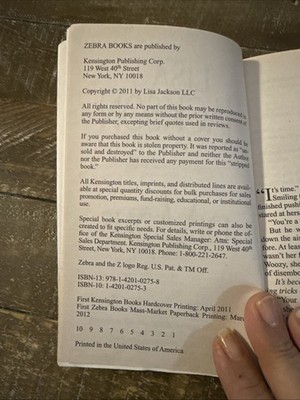 ZEBRA BOOKS are published by
Kensington Publishing Corp.
119 West 40th Street
New York, NY 10018
Copyright © 2011 by Lisa Jackson LLC
All rights reserved. No part of this book may be reproduced in
any form or by any means without the prior written consent of
the Publisher, excepting brief quotes used in reviews.
If you purchased this book without a cover you should be
aware that this book is stolen property. It was reported as "un-
sold and destroyed" to the Publisher and neither the Author
nor the Publisher has received any payment for this "stripped
book."
All Kensington titles, imprints, and distributed lines are avail-
able at special quantity discounts for bulk purchases for sales
promotion, premiums, fund-raising, educational, or institutional
use.
Special book excerpts or customized printings can also be
created to fit specific needs. For details, write or phone the of-
fice of the Kensington Special Sales Manager: Attn: Special
Sales Department. Kensington Publishing Corp., 119 West 40th
Street, New York, NY 10018. Phone: 1-800-221-2647.
Zebra and the Z logo Reg. U.S. Pat. & TM Off.
ISBN-13: 978-1-4201-0275-8
ISBN-10: 1-4201-0275-3
First Kensington Books Hardcover Printing: April 2011
First Zebra Books Mass-Market Paperback Printing: March
2012
10 9 8 7 6 5 4 3 2 1
Printed in the United States of America
"It's time."
Smiling
finished push
stared at hers
"You're a
But he w
down the air
fore. At leas
wasn't her f
Woozy, she
of disembo
It's beca
ing tricks
"Your